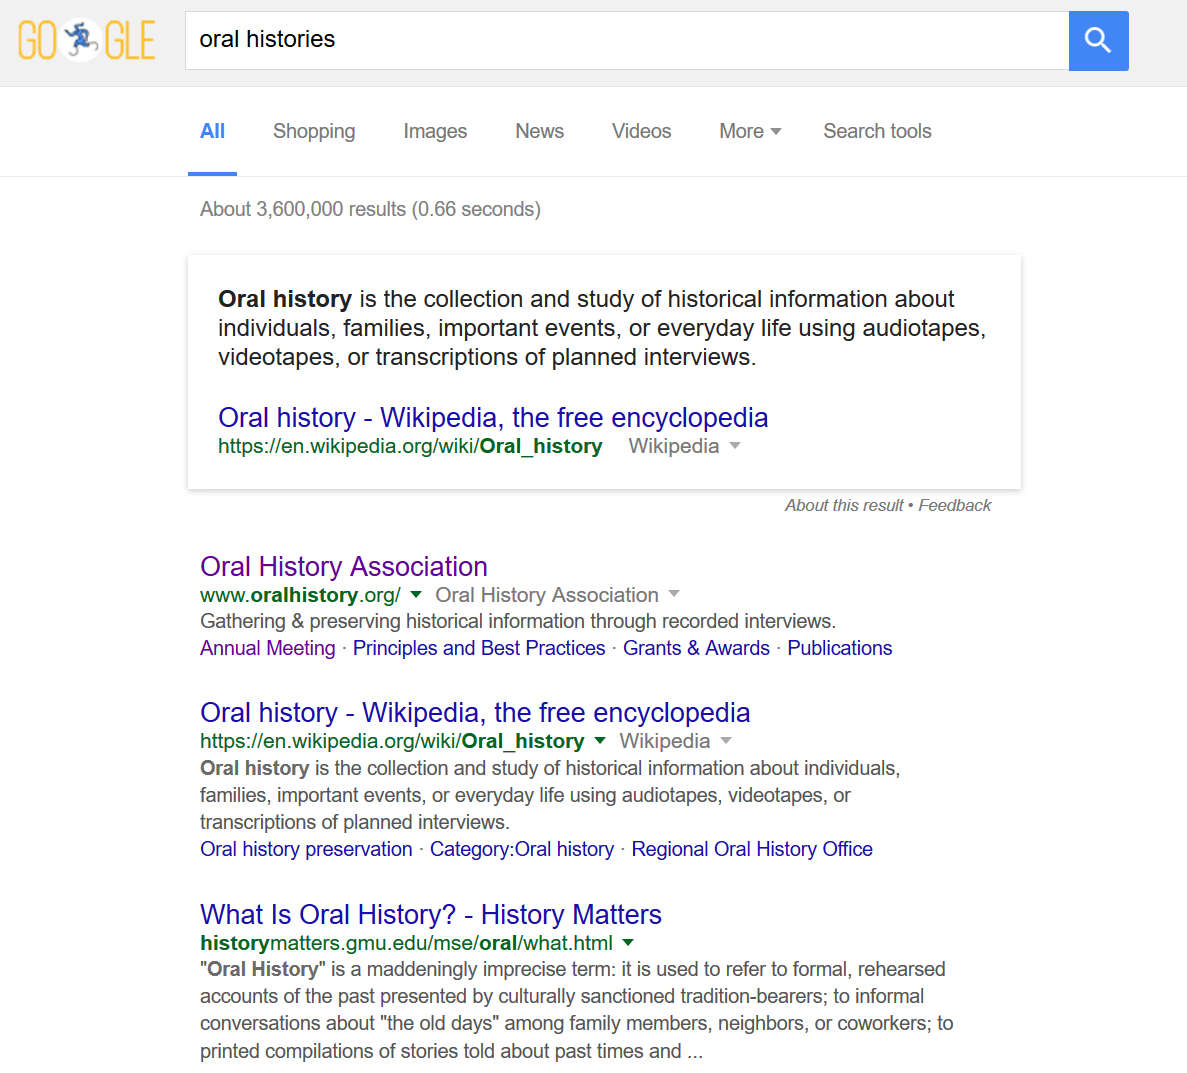 GO GLE
oral histories
All Shopping Images News Videos More Search tools
About 3,600,000 results (0.66 seconds)
Oral history is the collection and study of historical information about
individuals, families, important events, or everyday life using audiotapes,
videotapes, or transcriptions of planned interviews.
Oral history - Wikipedia, the free encyclopedia
https://en.wikipedia.org/wiki/Oral_history Wikipedia
About this result • Feedback
Oral History Association
www.oralhistory.org/ Oral History Association
Gathering & preserving historical information through recorded interviews.
Annual Meeting · Principles and Best Practices · Grants & Awards · Publications
Oral history - Wikipedia, the free encyclopedia
https://en.wikipedia.org/wiki/Oral_history Wikipedia
Oral history is the collection and study of historical information about individuals,
families, important events, or everyday life using audiotapes, videotapes, or
transcriptions of planned interviews.
Oral history preservation · Category:Oral history · Regional Oral History Office
What Is Oral History? - History Matters
historymatters.gmu.edu/mse/oral/what.html
"Oral History" is a maddeningly imprecise term: it is used to refer to formal, rehearsed
accounts of the past presented by culturally sanctioned tradition-bearers; to informal
conversations about "the old days" among family members, neighbors, or coworkers; to
printed compilations of stories told about past times and ...